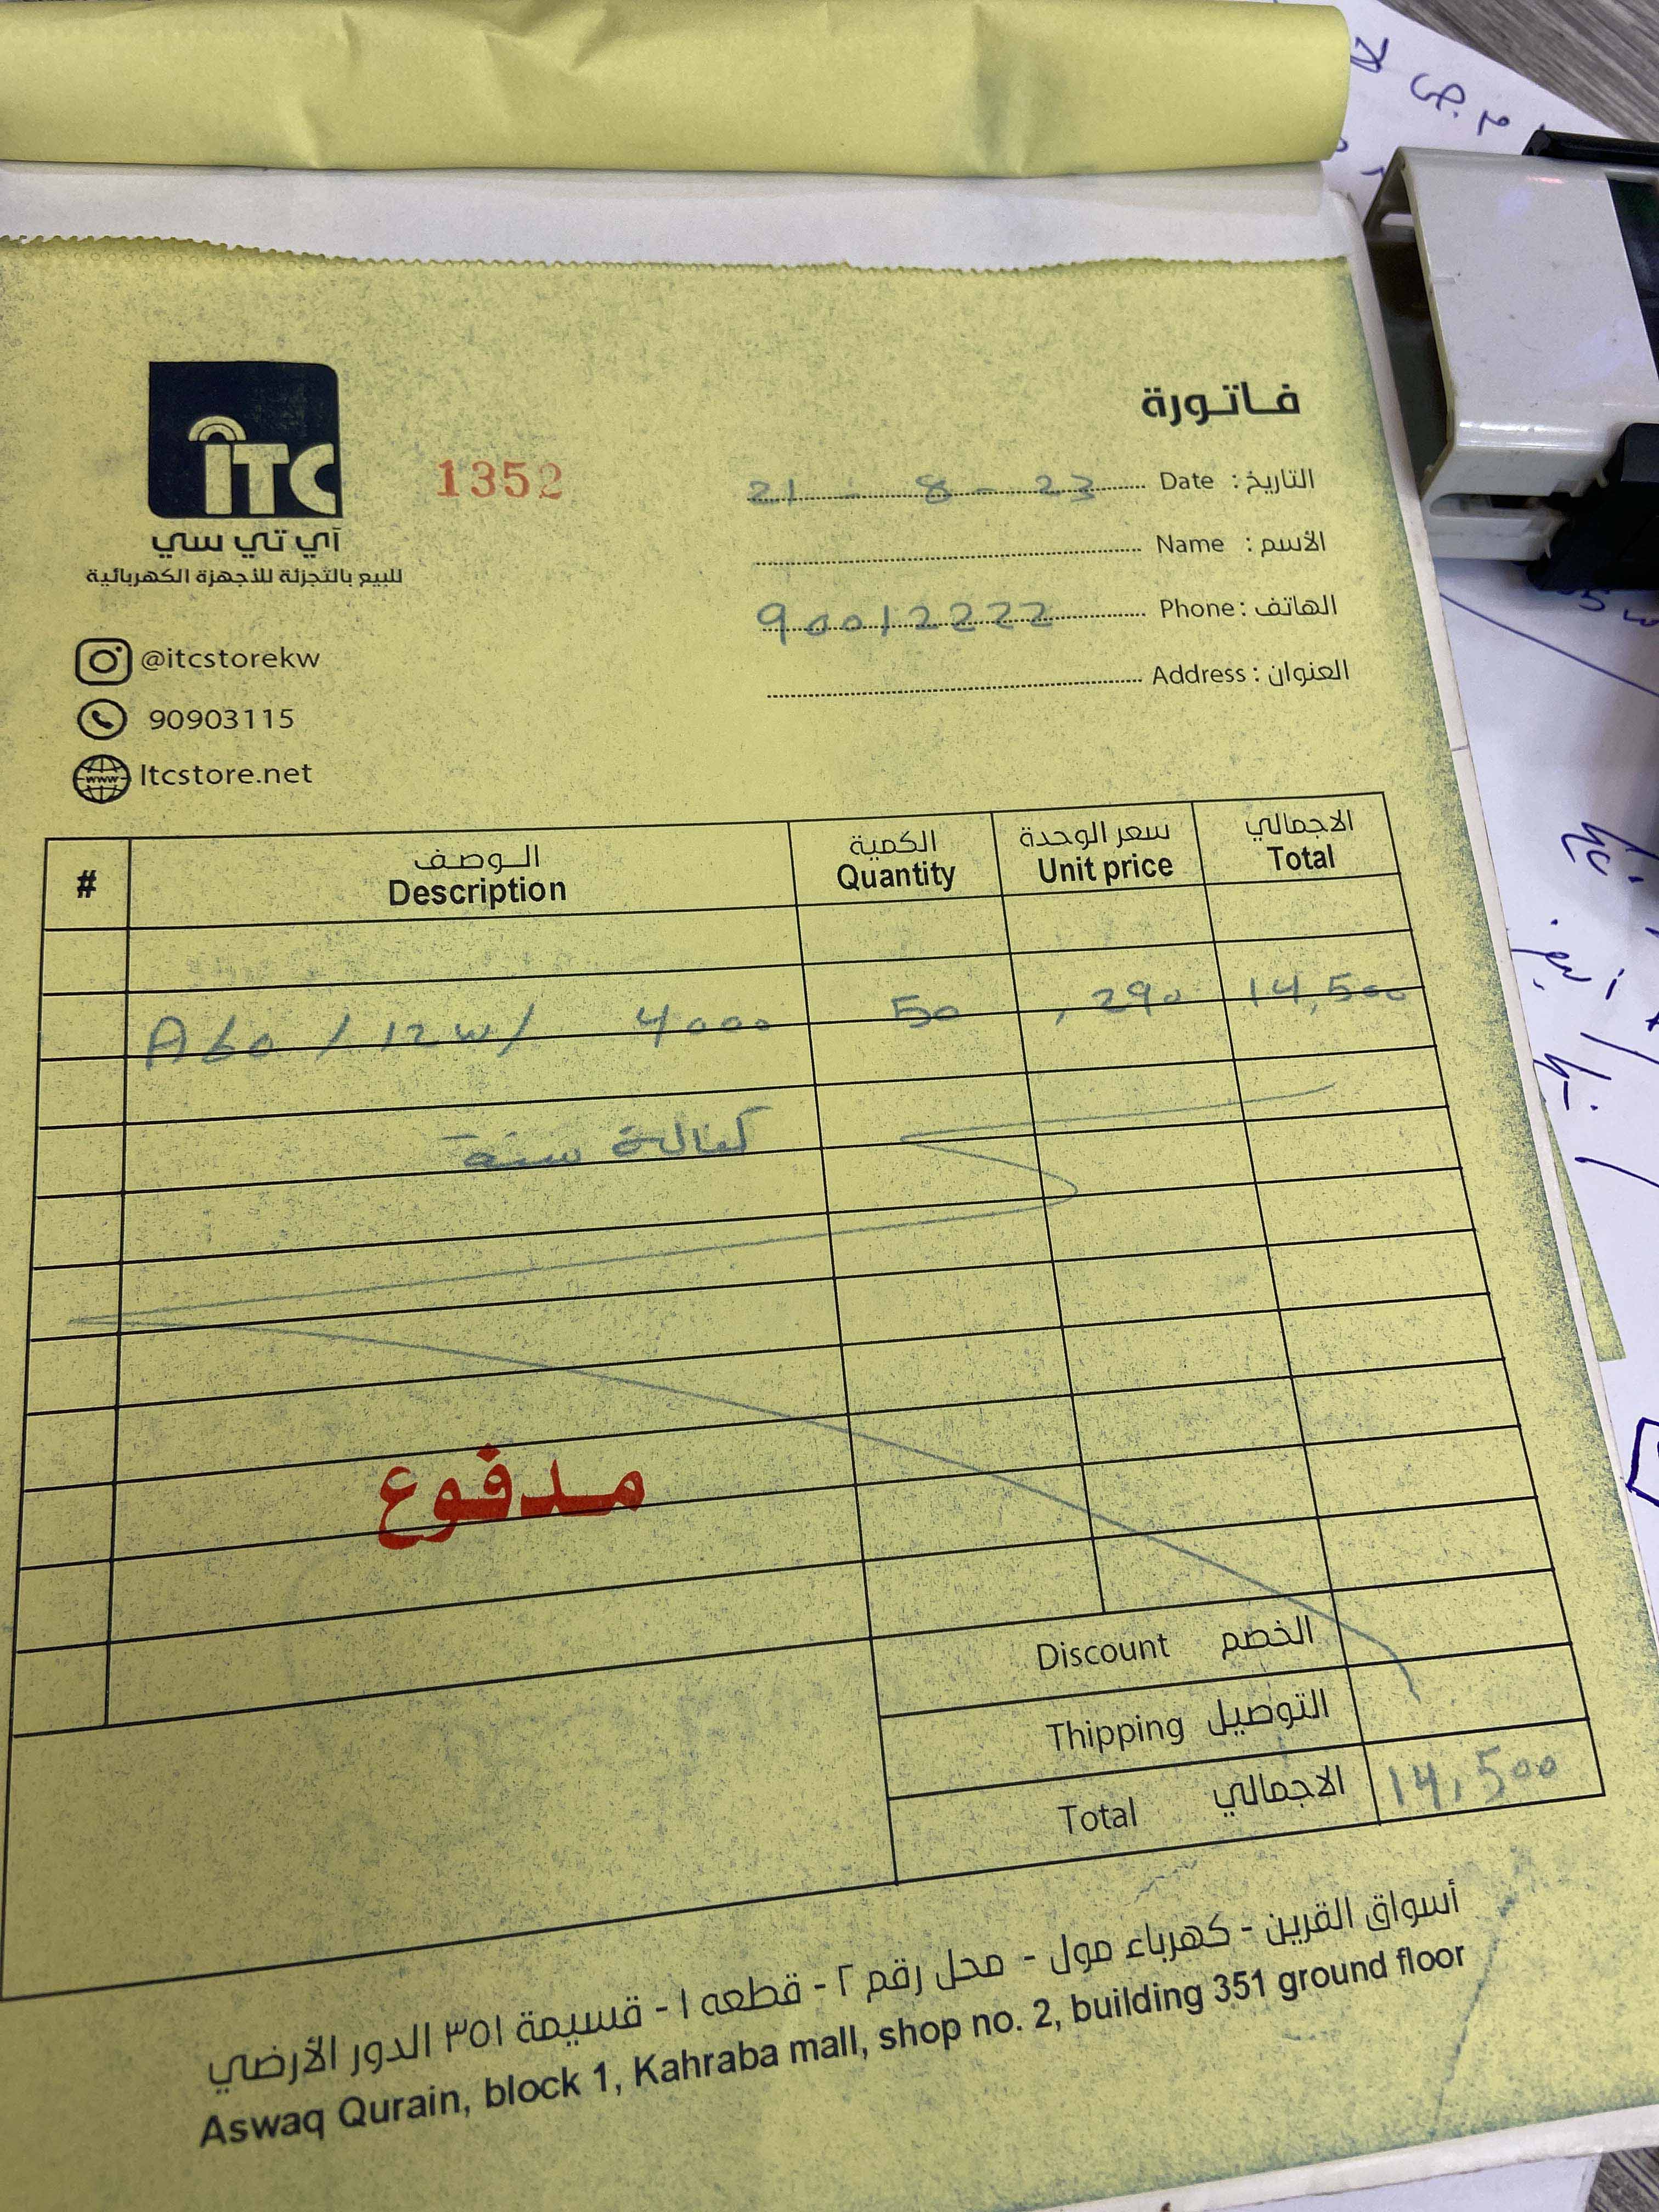 فاتورة
ITC
آي تي سي
للبيع بالتجزئة للأجهزة الكهربائية
1352
التاريخ : Date 21 - 8 - 23
الأسم : Name
الهاتف : Phone 90012222
العنوان : Address
@itcstorekw
90903115
www Itcstore.net
# الـوصـف الكمية سعر الوحدة الاجمالي
Description Quantity Unit price Total
A60 / 12w / 4000 50 ,290 14,500
كفالة سنة
مدفوع
Discount الخصم
Thipping التوصيل
Total الاجمالي 14,500
أسواق القرين - كهرباء مول - محل رقم ٢ - قطعه ١ - قسيمة ٣٥١ الدور الأرضي
Aswaq Qurain, block 1, Kahraba mall, shop no. 2, building 351 ground floor